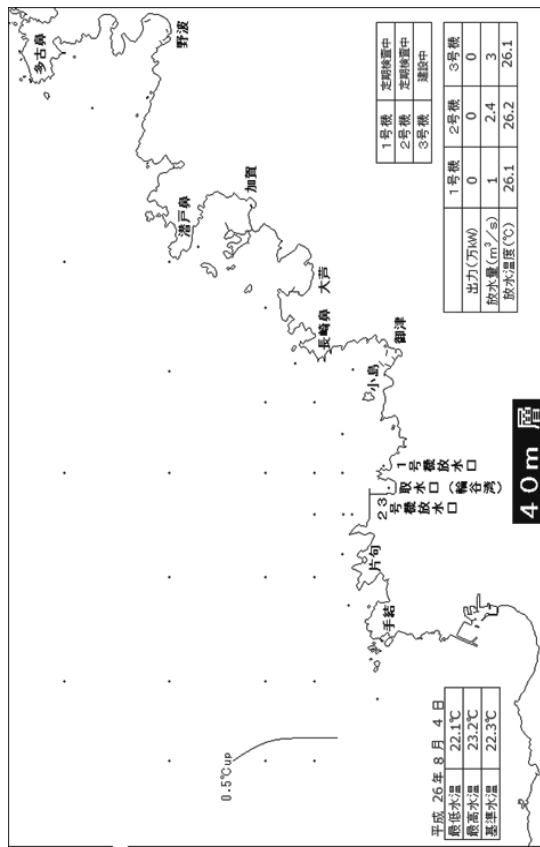 多古鼻
野波
潜戸鼻
加賀
大芦
長崎鼻
御津
小島
1号機放水口
取水口（輪谷湾）
2 3号機放水口
片句
手結
0.5℃up
1号機 定期検査中
2号機 定期検査中
3号機 建設中
1号機 2号機 3号機
出力(万kW) 0 0 0
放水量(m³/s) 1 2.4 3
放水温度(℃) 26.1 26.2 26.1
40m 層
平成 26年 8月 4日
最低水温 22.1℃
最高水温 23.2℃
基準水温 22.3℃